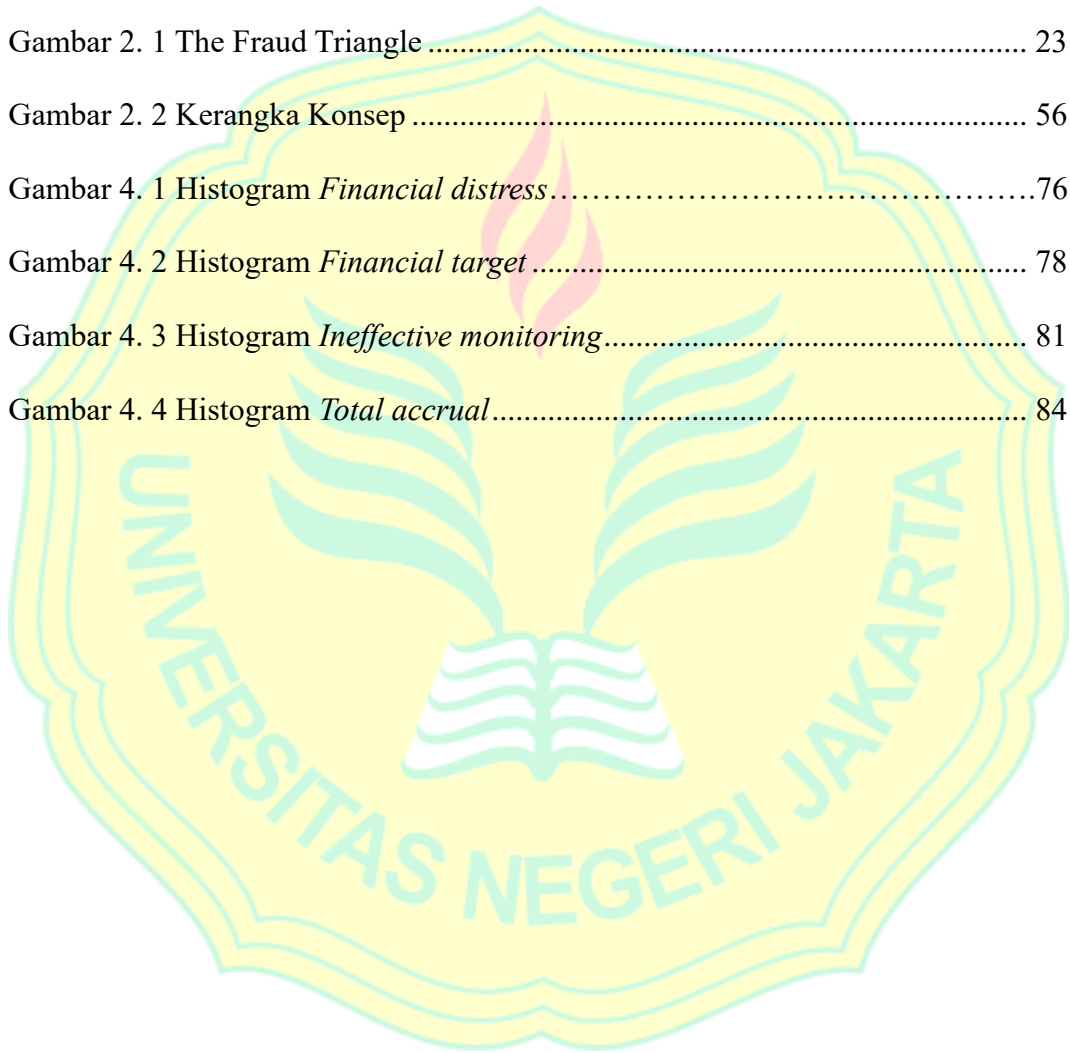 Gambar 2. 1 The Fraud Triangle ........................................................................... 23
Gambar 2. 2 Kerangka Konsep ............................................................................. 56
Gambar 4. 1 Histogram Financial distress………………………………………….76
Gambar 4. 2 Histogram Financial target .............................................................. 78
Gambar 4. 3 Histogram Ineffective monitoring..................................................... 81
Gambar 4. 4 Histogram Total accrual................................................................... 84
UNIVERSITAS NEGERI JAKARTA